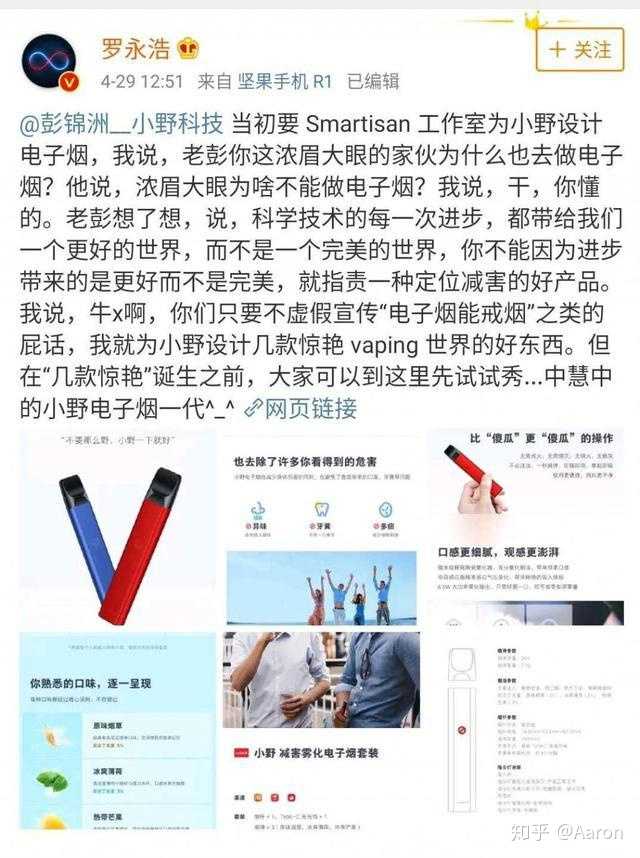 罗永浩
+ 关注
4-29 12:51 来自 坚果手机 R1 已编辑
@彭锦洲__小野科技 当初要 Smartisan 工作室为小野设计
电子烟，我说，老彭你这浓眉大眼的家伙为什么也去做电子
烟？他说，浓眉大眼为啥不能做电子烟？我说，干，你懂
的。老彭想了想，说，科学技术的每一次进步，都带给我们
一个更好的世界，而不是一个完美的世界，你不能因为进步
带来的是更好而不是完美，就指责一种定位减害的好产品。
我说，牛x啊，你们只要不虚假宣传“电子烟能戒烟”之类的
屁话，我就为小野设计几款惊艳 vaping 世界的好东西。但
在“几款惊艳”诞生之前，大家可以到这里先试试秀...中慧中
的小野电子烟一代^_^ 网页链接
"不要那么野，小野一下就好"
也去除了许多你看得到的危害
异味
牙黄
多痰
比“傻瓜”更“傻瓜”的操作
口感更细腻，观感更澎湃
你熟悉的口味，逐一呈现
原味烟草
冰爽薄荷
热带芒果
小野 减害雾化电子烟套装
渠道
套装
知乎 @Aaron